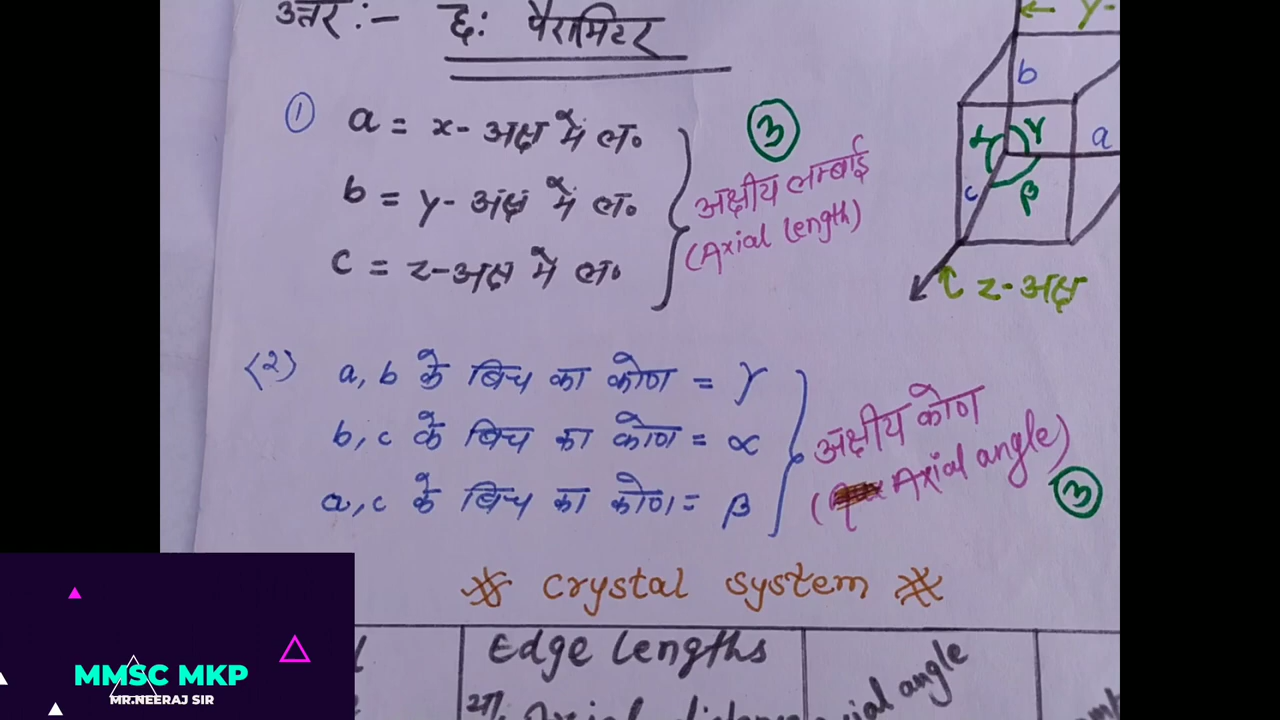 उत्तर :- छः पैरामिटर
① a = x- अक्ष में ल०
b = y- अक्ष में ल०
c = z-अक्ष में ल०
③
अक्षीय लम्बाई
(Axial length)
y-
b
a
α
γ
c
β
z-अक्ष
(2) a, b के बिच का कोण = γ
b, c के बिच का कोण = α
a, c के बिच का कोण = β
अक्षीय कोण
(Axial angle)
③
* crystal system *
Edge lengths
या,
angle
MMSC MKP
MR.NEERAJ SIR